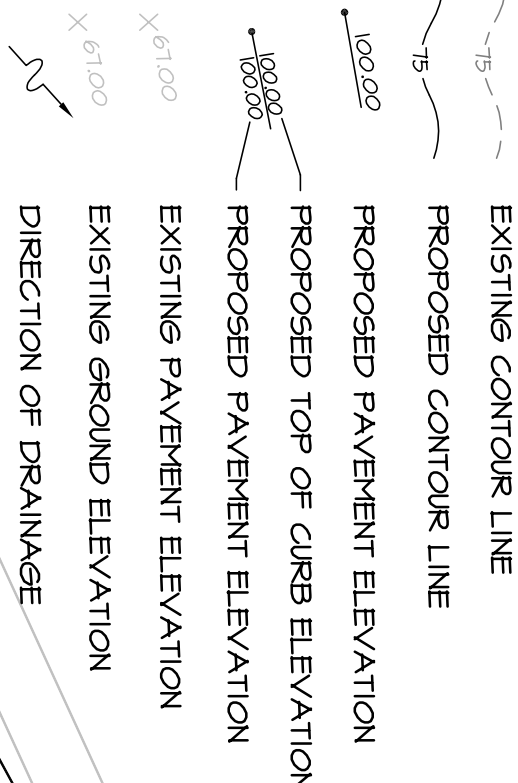 75 EXISTING CONTOUR LINE
75 PROPOSED CONTOUR LINE
100.00 PROPOSED PAVEMENT ELEVATION
100.00 PROPOSED TOP OF CURB ELEVATION
100.00 PROPOSED PAVEMENT ELEVATION
X 67.00 EXISTING PAVEMENT ELEVATION
X 67.00 EXISTING GROUND ELEVATION
DIRECTION OF DRAINAGE